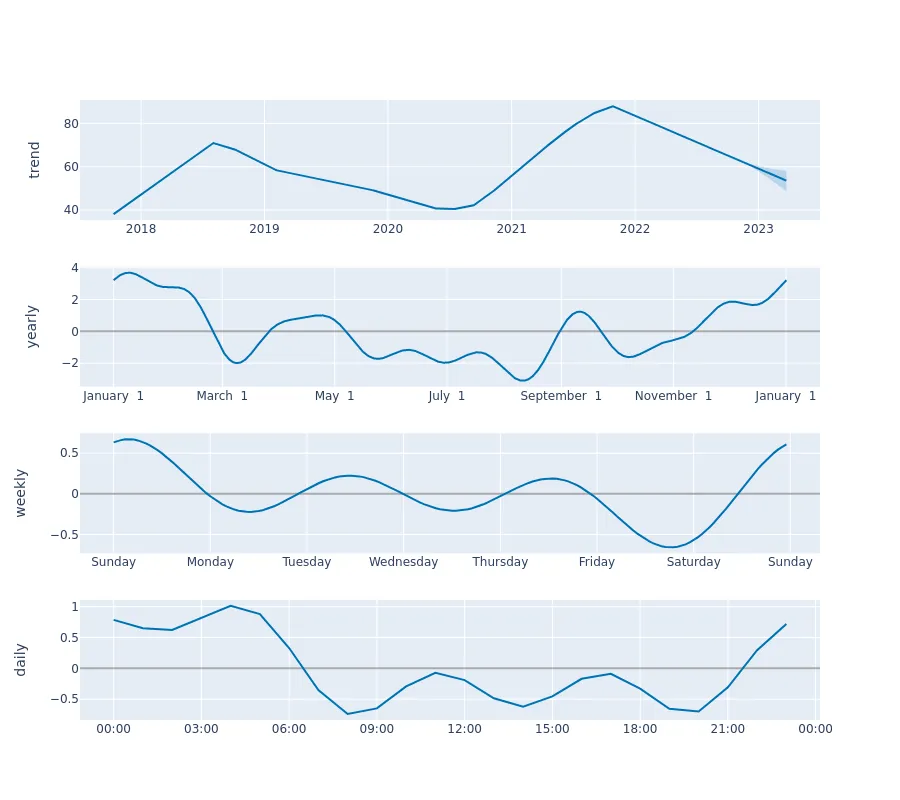 trend
80
60
40
2018 2019 2020 2021 2022 2023
yearly
4
2
0
−2
January 1 March 1 May 1 July 1 September 1 November 1 January 1
weekly
0.5
0
−0.5
Sunday Monday Tuesday Wednesday Thursday Friday Saturday Sunday
daily
1
0.5
0
−0.5
00:00 03:00 06:00 09:00 12:00 15:00 18:00 21:00 00:00